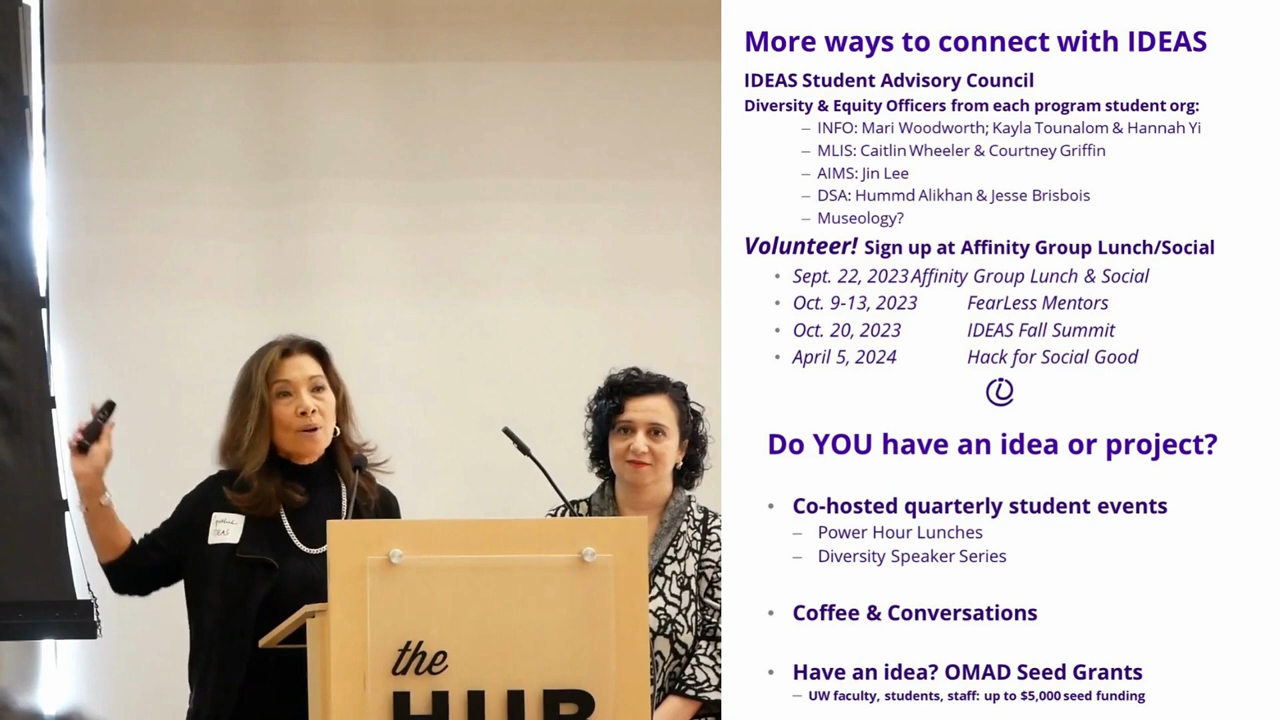 IDEAS
the
HUB
More ways to connect with IDEAS
IDEAS Student Advisory Council
Diversity & Equity Officers from each program student org:
– INFO: Mari Woodworth; Kayla Tounalom & Hannah Yi
– MLIS: Caitlin Wheeler & Courtney Griffin
– AIMS: Jin Lee
– DSA: Hummd Alikhan & Jesse Brisbois
– Museology?
Volunteer! Sign up at Affinity Group Lunch/Social
• Sept. 22, 2023 Affinity Group Lunch & Social
• Oct. 9-13, 2023 FearLess Mentors
• Oct. 20, 2023 IDEAS Fall Summit
• April 5, 2024 Hack for Social Good
Do YOU have an idea or project?
• Co-hosted quarterly student events
– Power Hour Lunches
– Diversity Speaker Series
• Coffee & Conversations
• Have an idea? OMAD Seed Grants
– UW faculty, students, staff: up to $5,000 seed funding